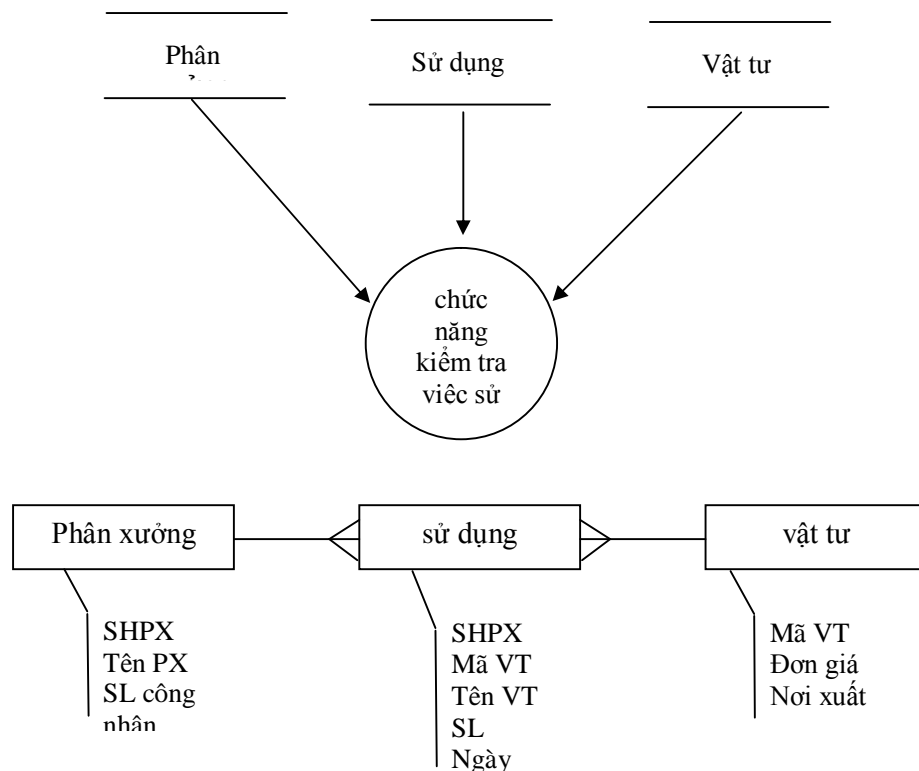 Phân
Sử dụng
Vật tư
chức
năng
kiểm tra
viêc sử
Phân xưởng
sử dụng
vật tư
SHPX
Tên PX
SL công
nhân
SHPX
Mã VT
Tên VT
SL
Ngày
Mã VT
Đơn giá
Nơi xuất